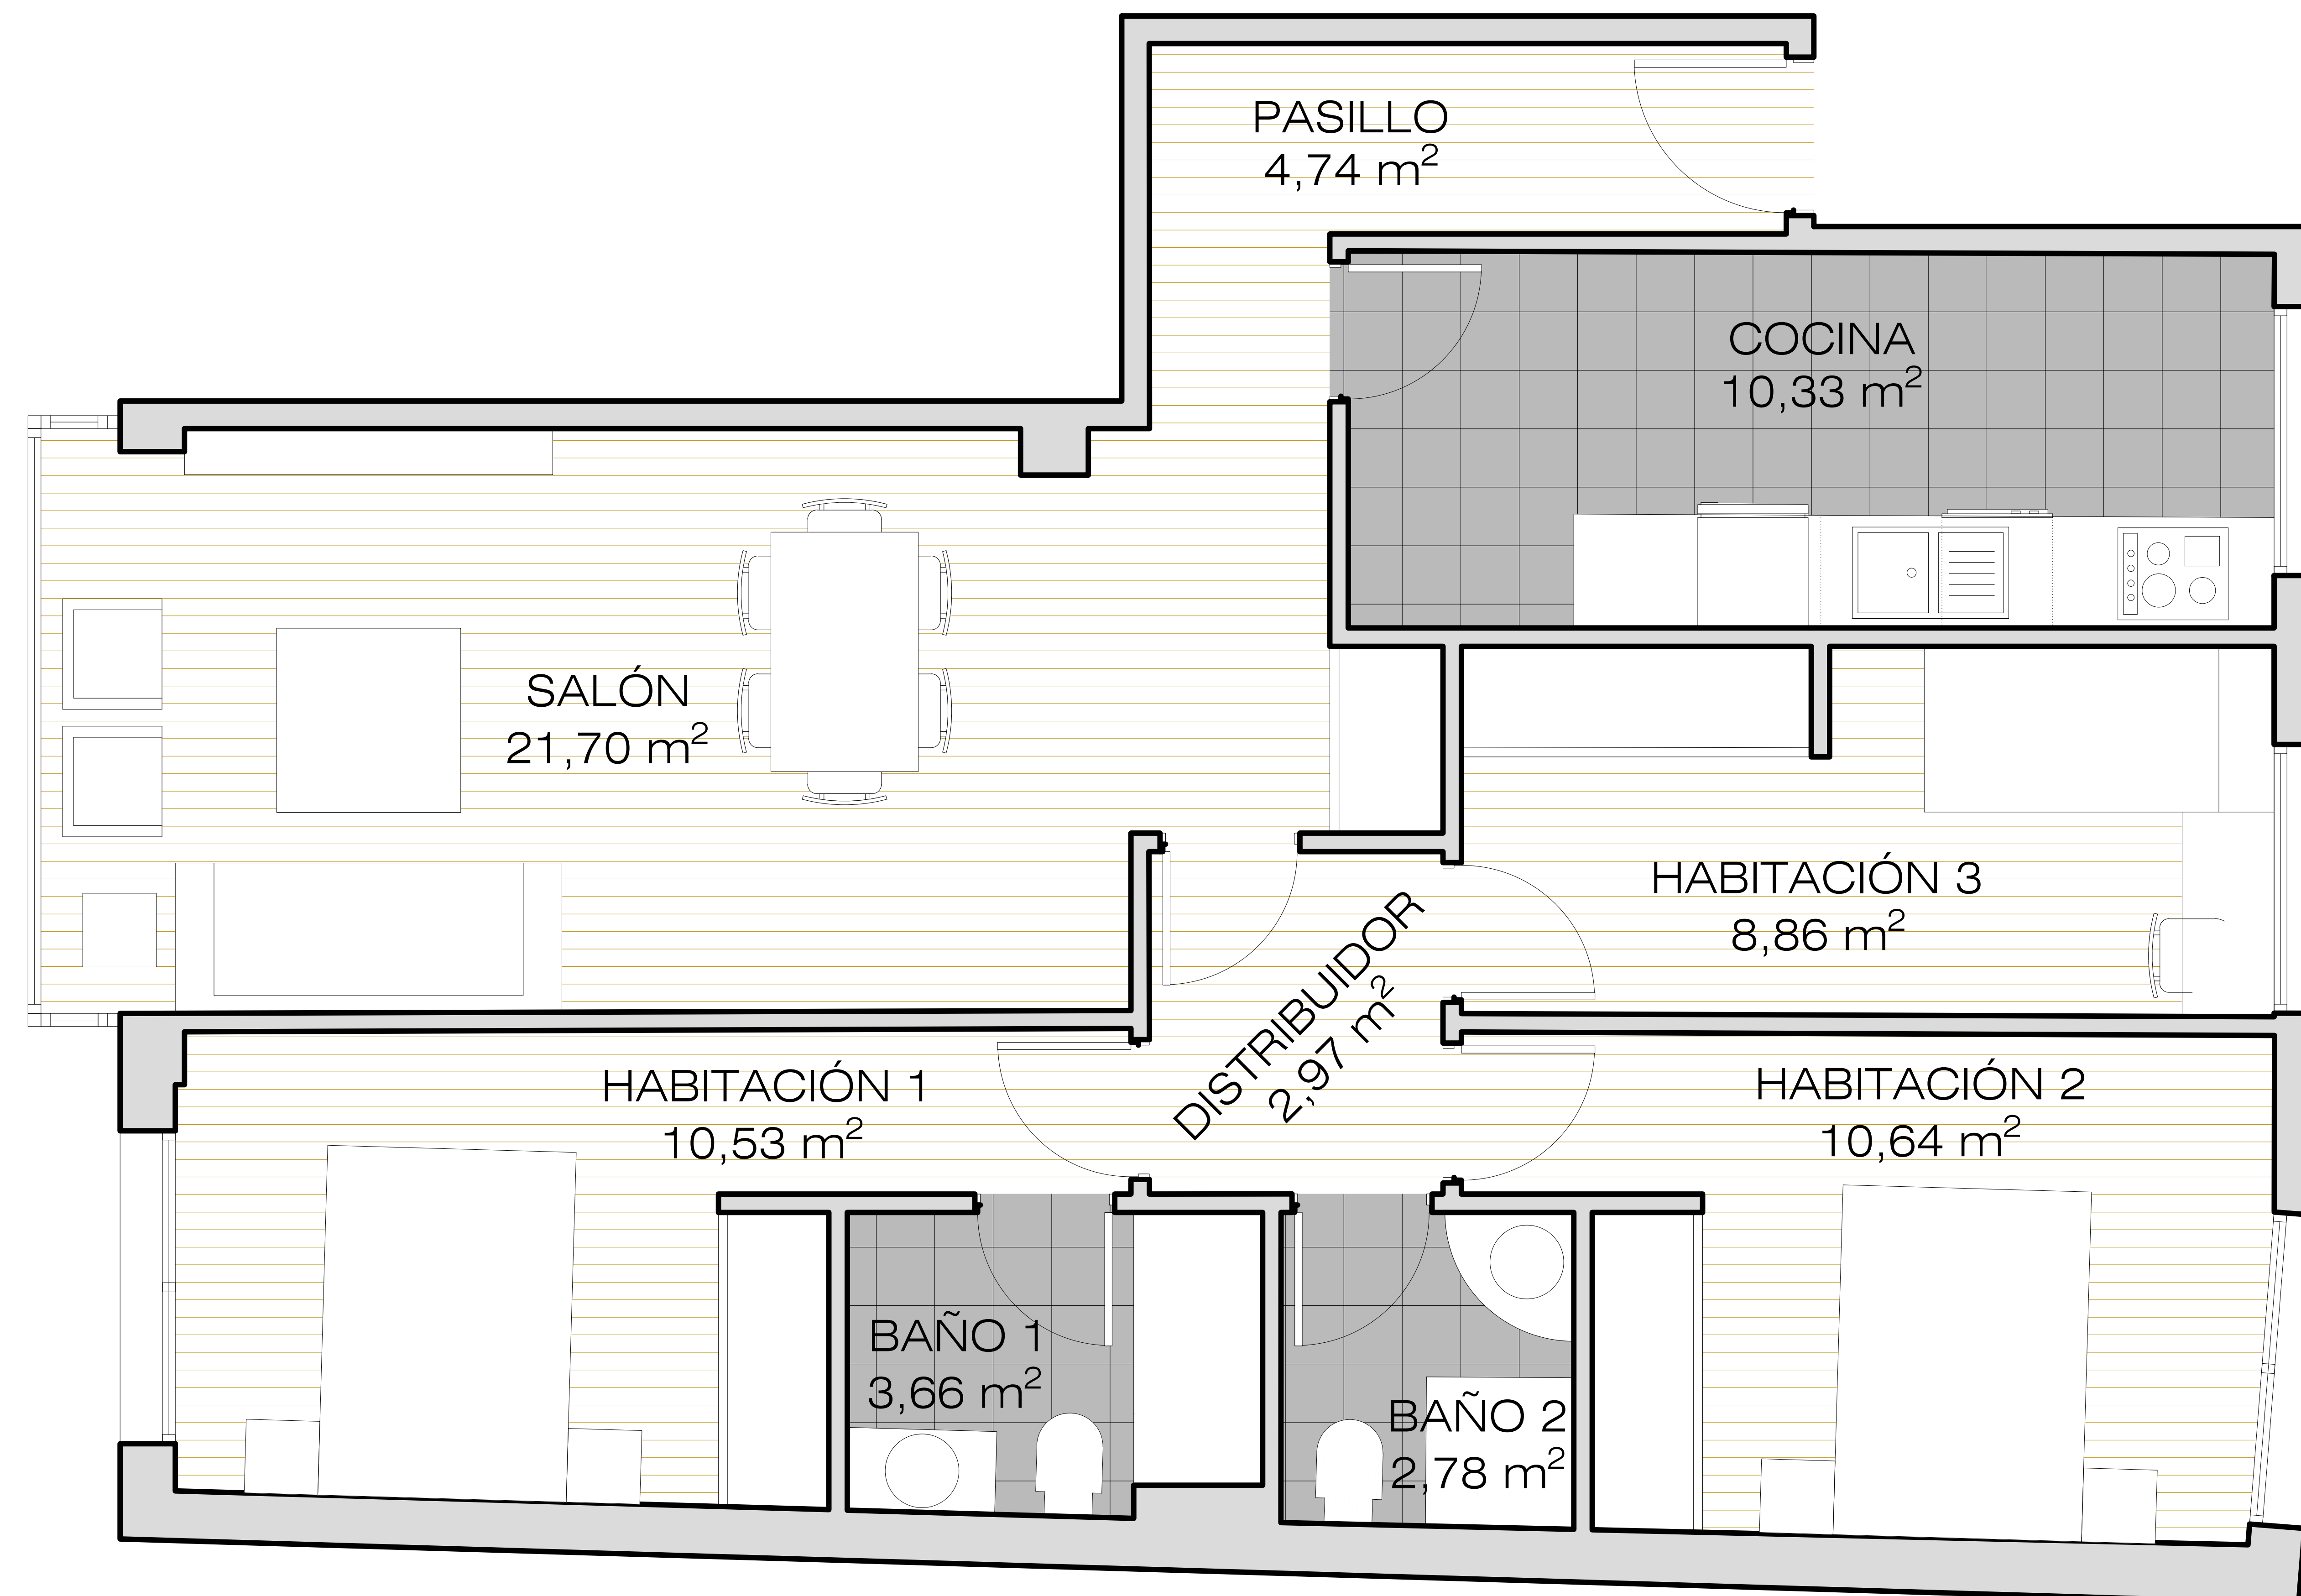 PASILLO
4,74 m²
COCINA
10,33 m²
SALÓN
21,70 m²
HABITACIÓN 3
8,86 m²
DISTRIBUIDOR
2,97 m²
HABITACIÓN 1
10,53 m²
HABITACIÓN 2
10,64 m²
BAÑO 1
3,66 m²
BAÑO 2
2,78 m²